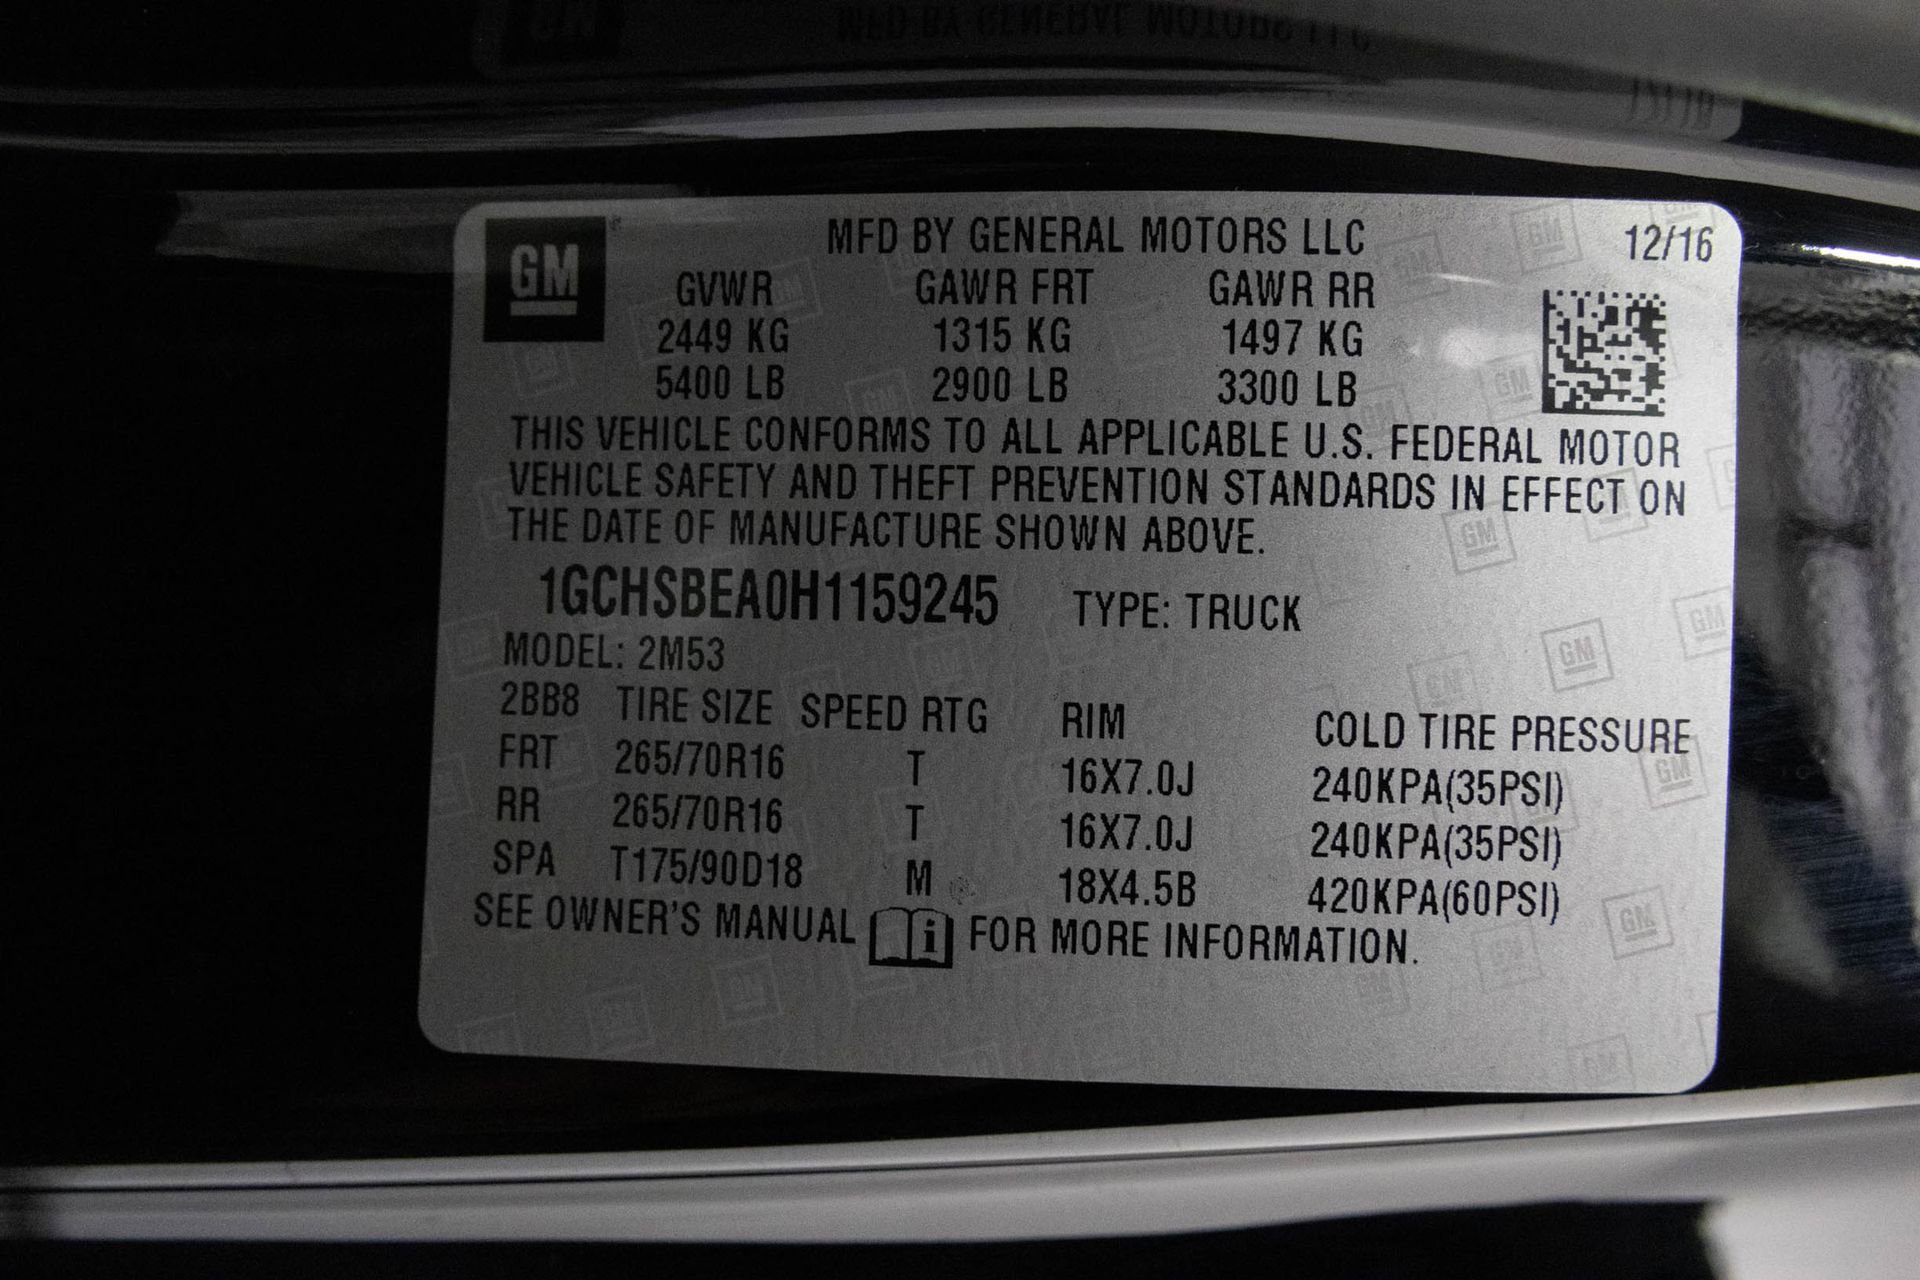 GM
MFD BY GENERAL MOTORS LLC 12/16
GVWR GAWR FRT GAWR RR
2449 KG 1315 KG 1497 KG
5400 LB 2900 LB 3300 LB
THIS VEHICLE CONFORMS TO ALL APPLICABLE U.S. FEDERAL MOTOR
VEHICLE SAFETY AND THEFT PREVENTION STANDARDS IN EFFECT ON
THE DATE OF MANUFACTURE SHOWN ABOVE.
1GCHSBEA0H1159245 TYPE: TRUCK
MODEL: 2M53
2BB8 TIRE SIZE SPEED RTG RIM COLD TIRE PRESSURE
FRT 265/70R16 T 16X7.0J 240KPA(35PSI)
RR 265/70R16 T 16X7.0J 240KPA(35PSI)
SPA T175/90D18 M 18X4.5B 420KPA(60PSI)
SEE OWNER'S MANUAL i FOR MORE INFORMATION.